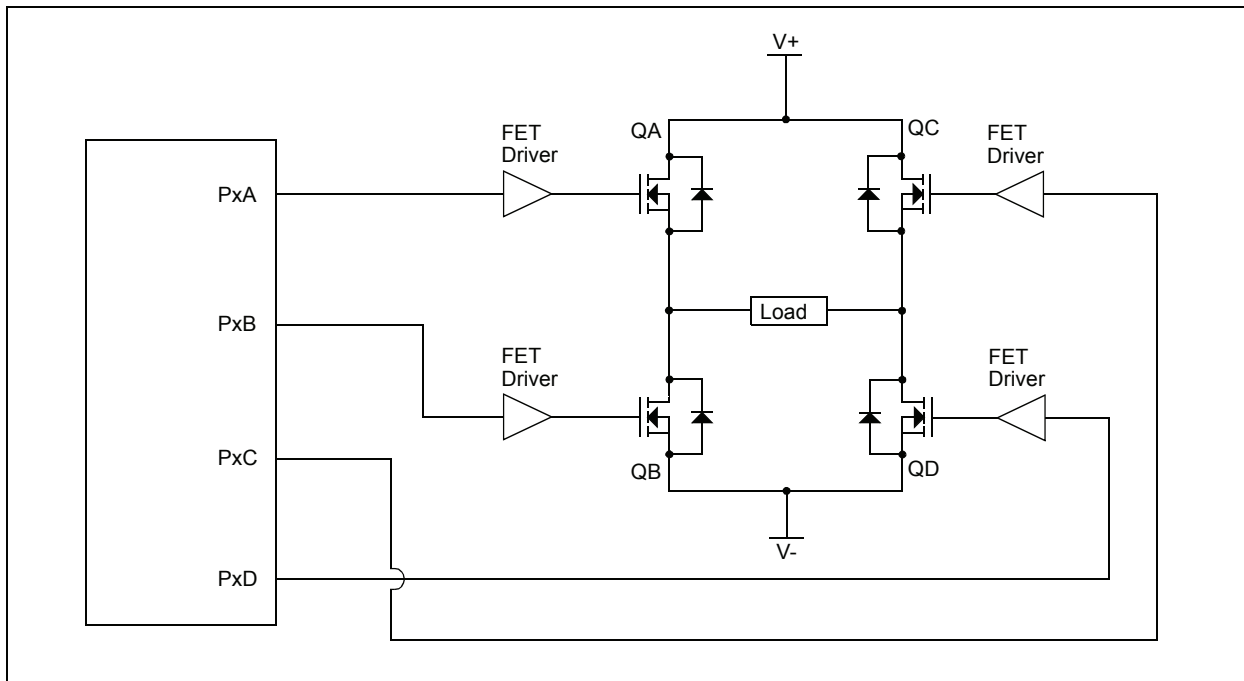 V+
FET
Driver
QA
QC
FET
Driver
PxA
PxB
Load
FET
Driver
FET
Driver
PxC
QB
QD
V-
PxD